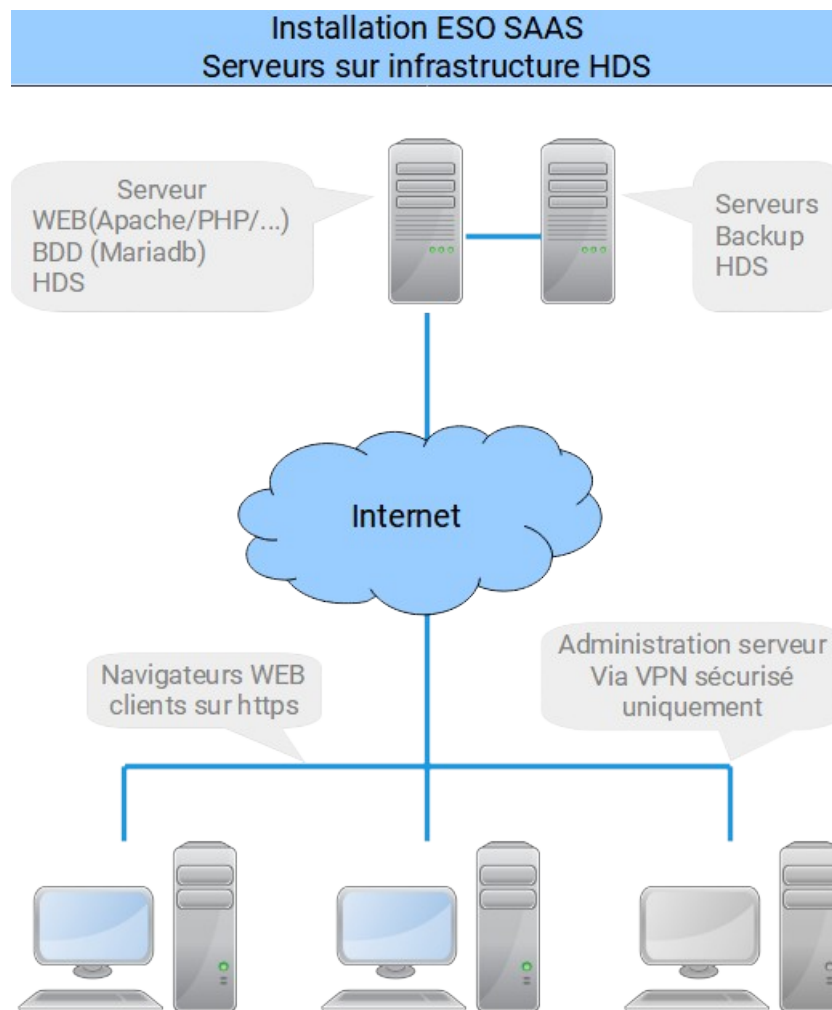 Installation ESO SAAS
Serveurs sur infrastructure HDS
Serveur
WEB(Apache/PHP/...)
BDD (Mariadb)
HDS
Serveurs
Backup
HDS
Internet
Navigateurs WEB
clients sur https
Administration serveur
Via VPN sécurisé
uniquement